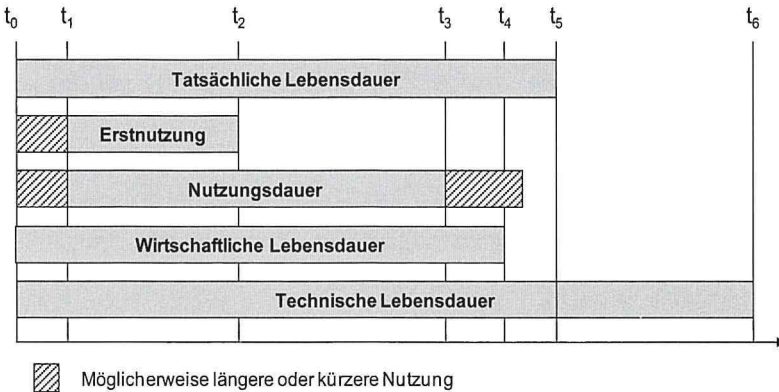 t0 t1 t2 t3 t4 t5 t6
Tatsächliche Lebensdauer
Erstnutzung
Nutzungsdauer
Wirtschaftliche Lebensdauer
Technische Lebensdauer
Möglicherweise längere oder kürzere Nutzung